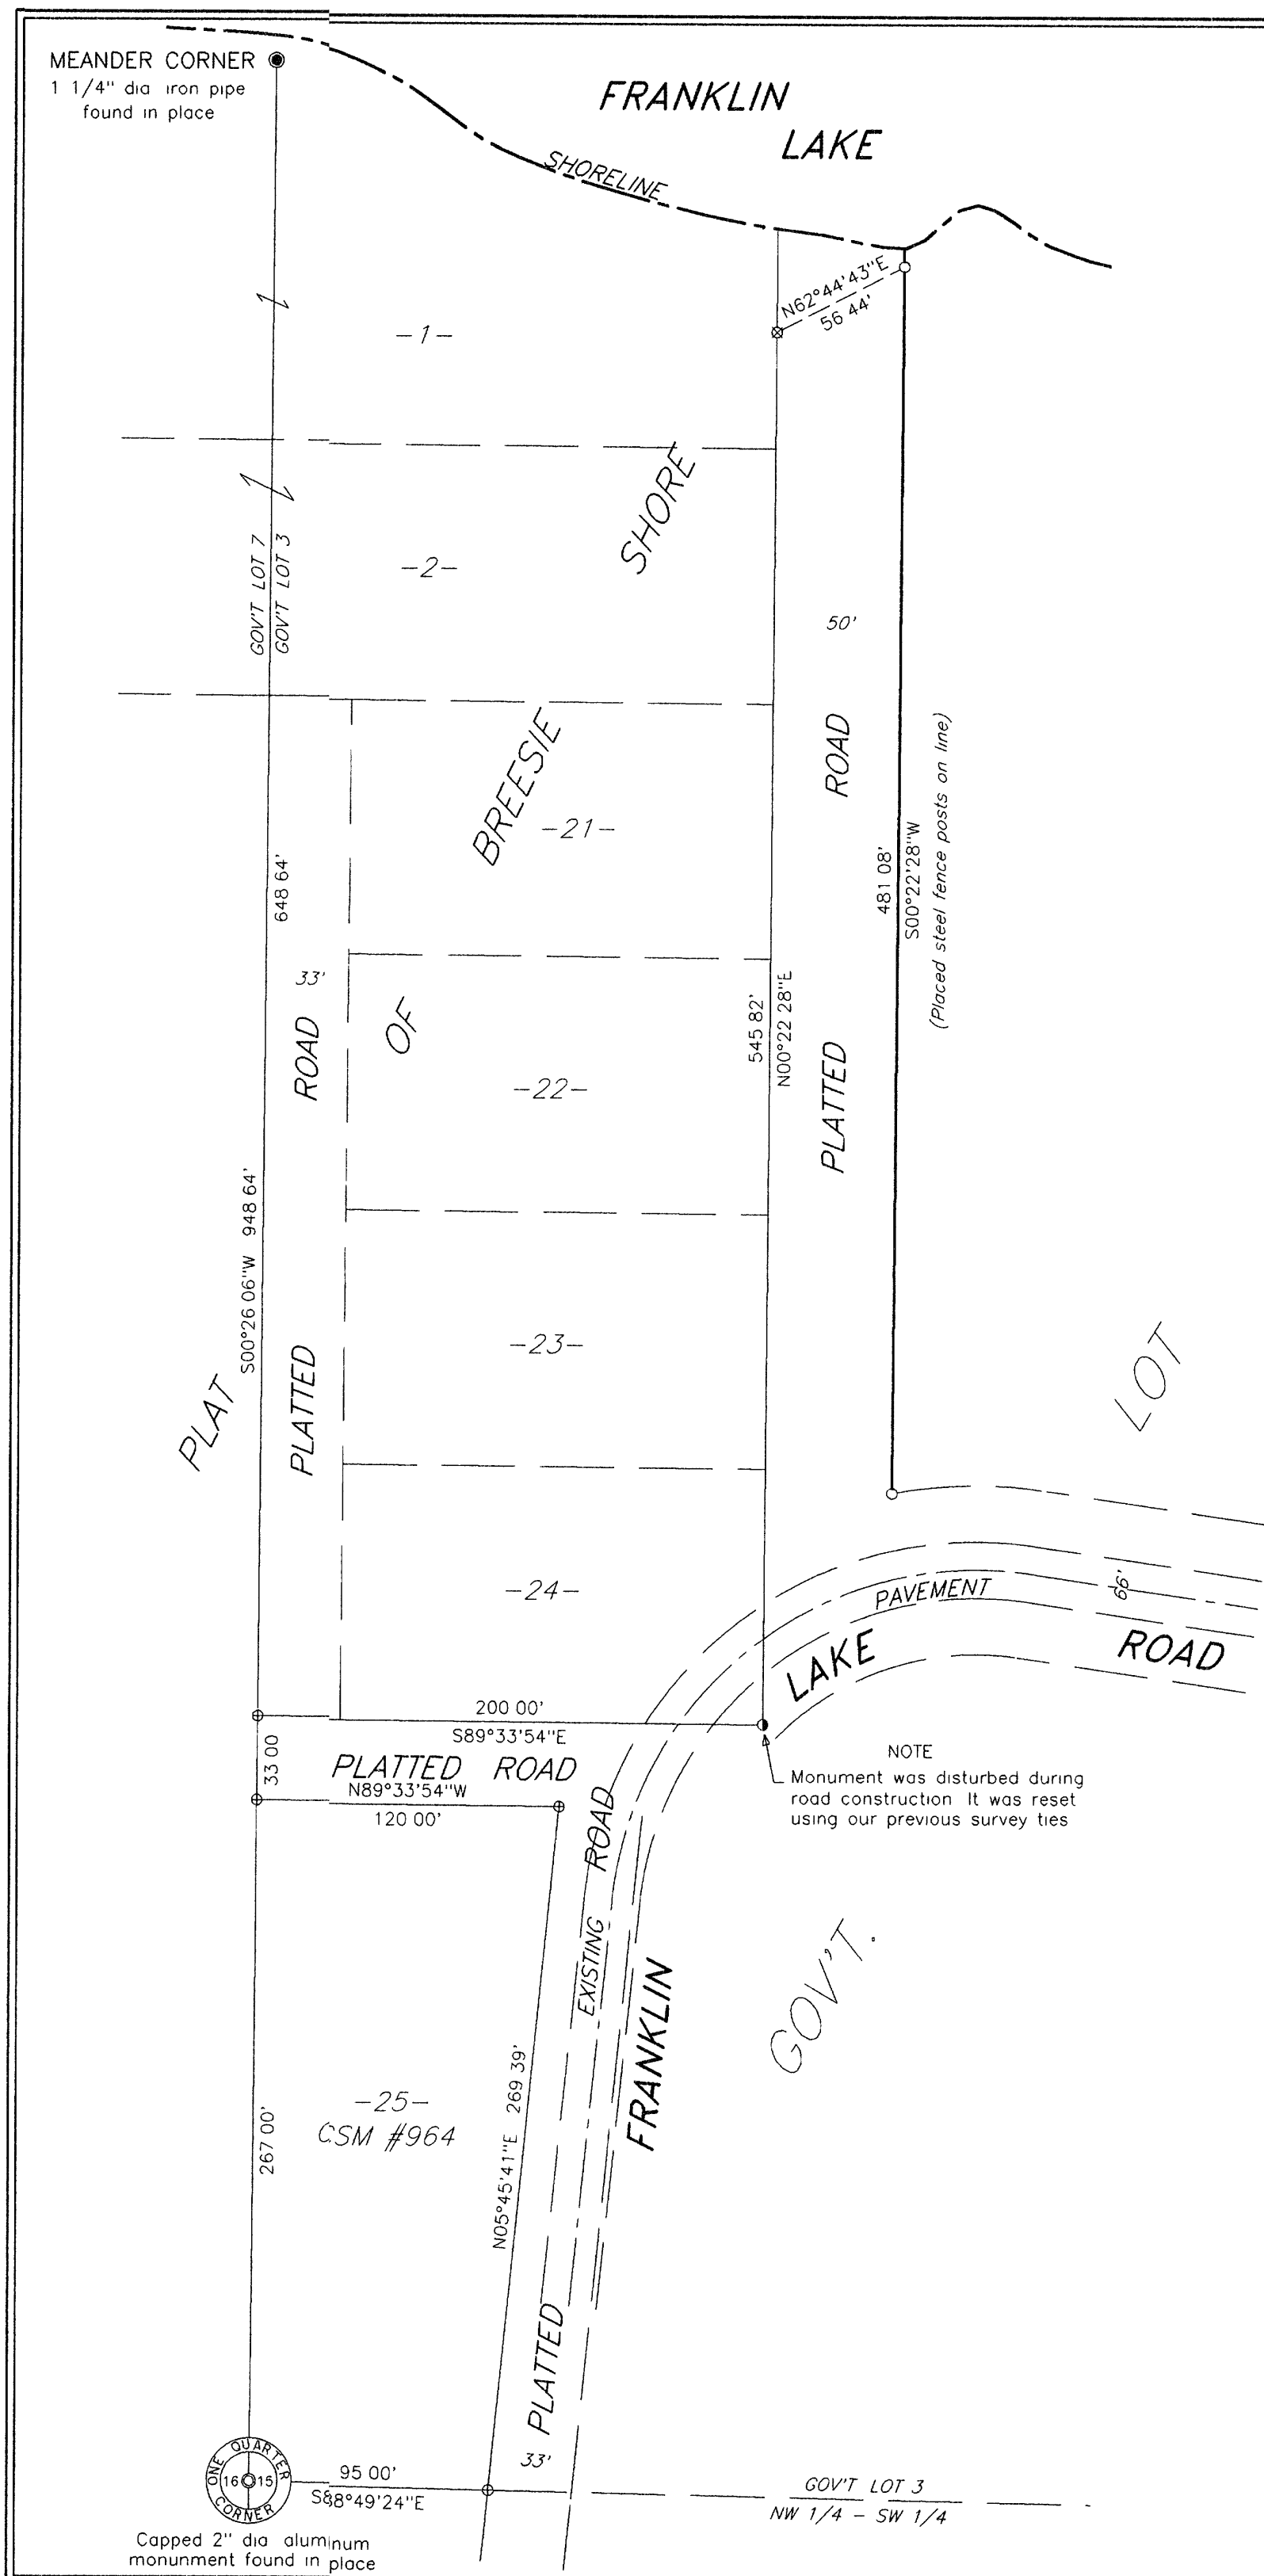 MEANDER CORNER
1 1/4" dia iron pipe
found in place
FRANKLIN
LAKE
SHORELINE
N62°44'43"E
56 44'
-1-
SHORE
-2-
GOV'T LOT 7
GOV'T LOT 3
50'
BREESIE
-21-
ROAD
(Placed steel fence posts on line)
481 08'
S00°22'28"W
648 64'
33'
ROAD
OF
545 82'
N00°22 28"E
-22-
PLATTED
S00°26 06"W 948 64'
-23-
PLAT
PLATTED
LOT
-24-
PAVEMENT
66'
LAKE
ROAD
200 00'
S89°33'54"E
33 00
PLATTED ROAD
N89°33'54"W
120 00'
NOTE
Monument was disturbed during
road construction It was reset
using our previous survey ties
ROAD
EXISTING
FRANKLIN
GOV'T.
-25-
CSM #964
267 00'
N05°45'41"E 269 39'
PLATTED
33'
ONE QUARTER
16 15
CORNER
95 00'
S88°49'24"E
GOV'T LOT 3
NW 1/4 - SW 1/4
Capped 2" dia aluminum
monunment found in place